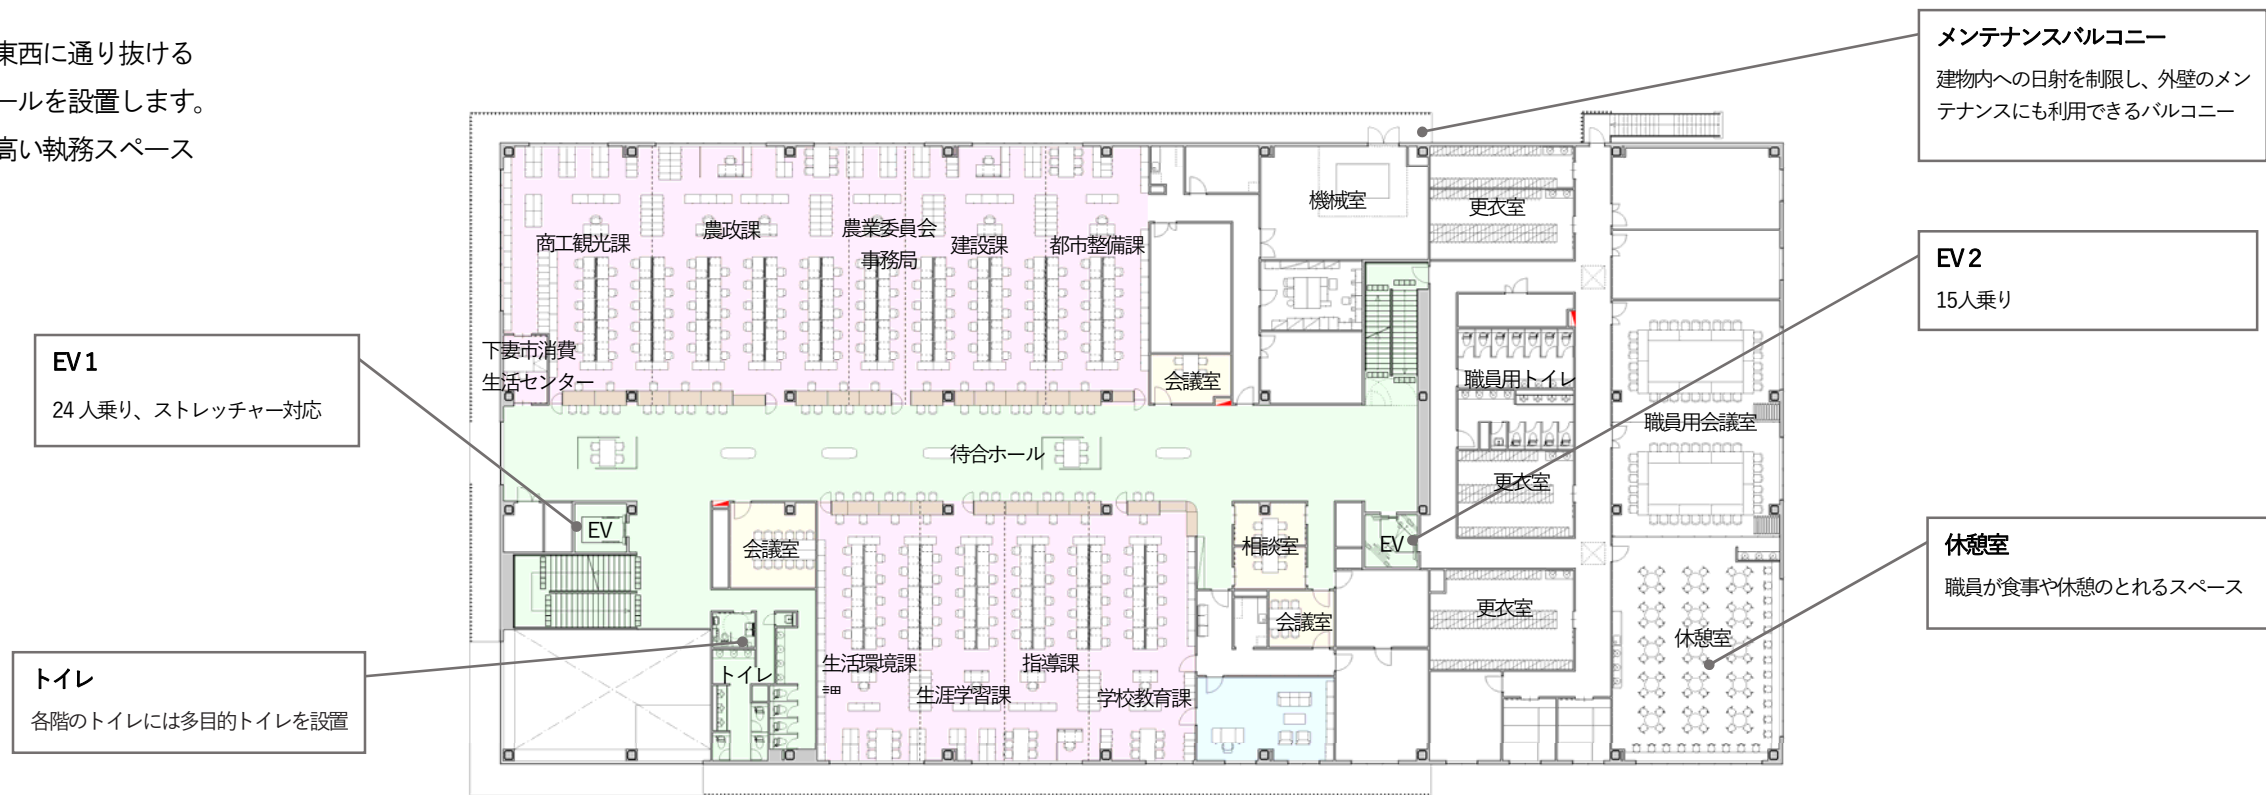 東西に通り抜ける
ールを設置します。
高い執務スペース
メンテナンスバルコニー
建物内への日射を制限し、外壁のメン
テナンスにも利用できるバルコニー
EV 2
15人乗り
休憩室
職員が食事や休憩のとれるスペース
EV 1
24 人乗り、ストレッチャー対応
トイレ
各階のトイレには多目的トイレを設置
商工観光課
農政課
農業委員会
事務局
建設課
都市整備課
下妻市消費
生活センター
会議室
機械室
更衣室
職員用トイレ
職員用会議室
待合ホール
EV
会議室
相談室
EV
更衣室
会議室
更衣室
休憩室
トイレ
生活環境課
課
生涯学習課
指導課
学校教育課